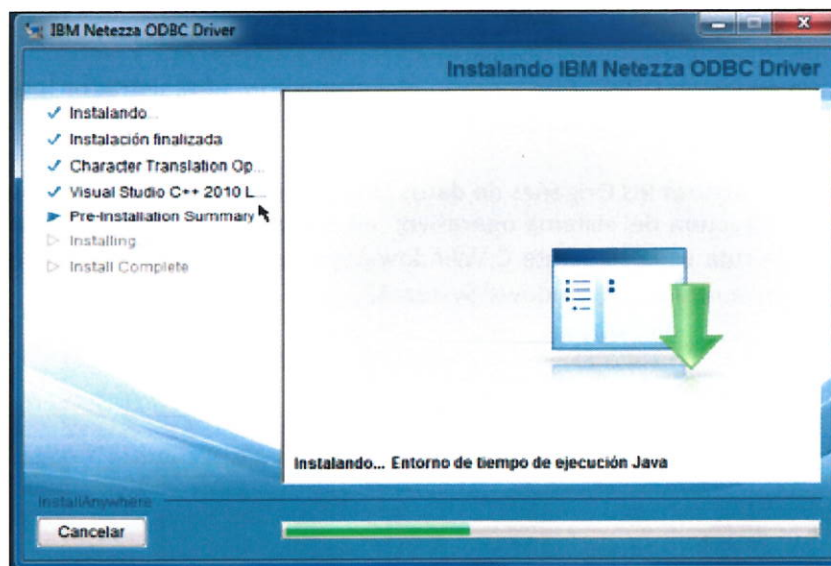 IBM Netezza ODBC Driver
Instalando IBM Netezza ODBC Driver
Instalando...
Instalación finalizada
Character Translation Op...
Visual Studio C++ 2010 L...
Pre-Installation Summary
Installing
Install Complete
Instalando... Entorno de tiempo de ejecución Java
InstallAnywhere
Cancelar